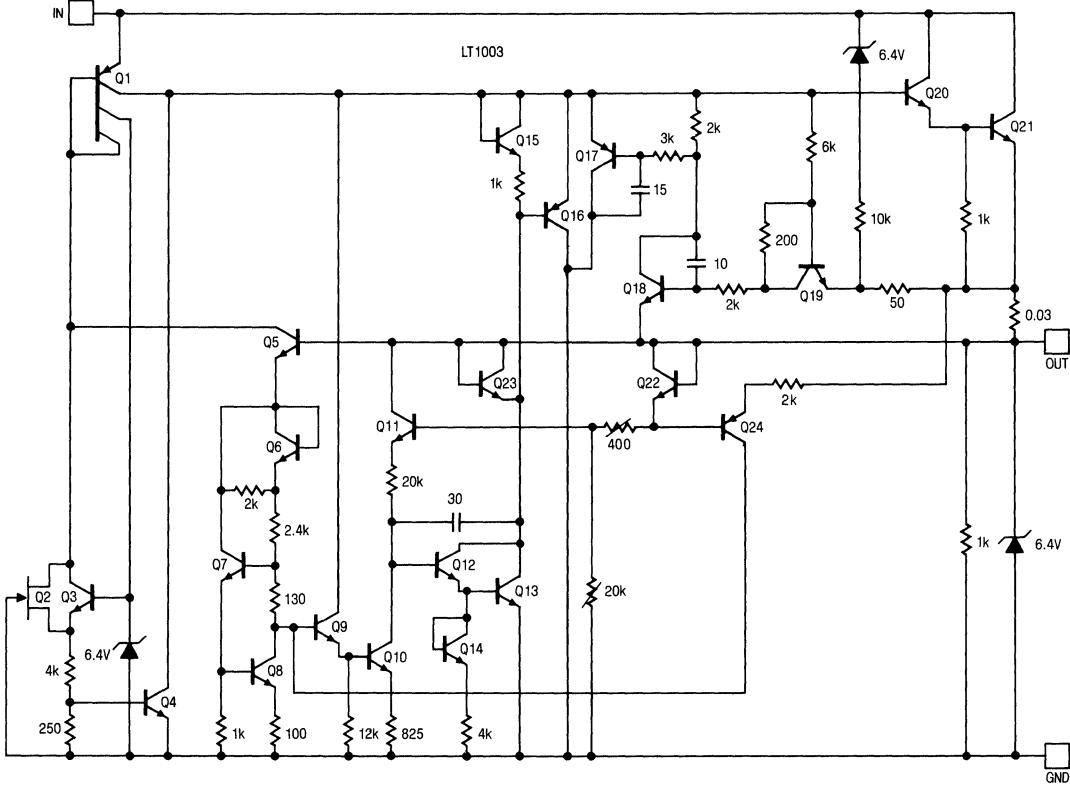 IN
LT1003
Q1
6.4V
Q20
Q21
Q15
Q17
3k
2k
6k
1k
15
Q16
200
10k
1k
10
Q18
2k
Q19
50
0.03
Q5
OUT
Q23
Q22
2k
Q11
400
Q24
Q6
20k
2k
30
2.4k
Q7
Q12
1k
6.4V
Q2
Q3
130
Q13
20k
Q9
6.4V
Q14
Q10
4k
Q8
Q4
250
1k
100
12k
825
4k
GND